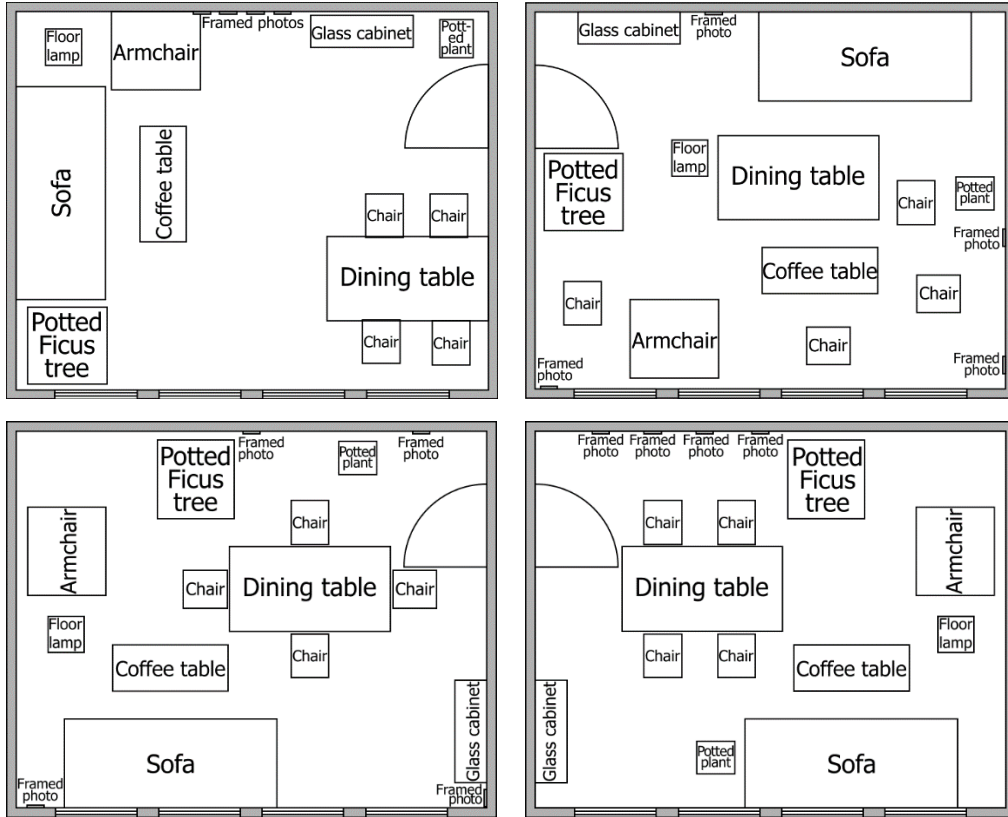 Framed photos
Floor
lamp
Armchair
Glass cabinet
Pott-
ed
plant
Sofa
Coffee table
Chair
Chair
Dining table
Chair
Chair
Potted
Ficus
tree
Glass cabinet
Framed
photo
Sofa
Floor
lamp
Potted
Ficus
tree
Dining table
Chair
Potted
plant
Framed
photo
Coffee table
Chair
Chair
Armchair
Chair
Framed
photo
Framed
photo
Potted
Ficus
tree
Framed
photo
Potted
plant
Framed
photo
Armchair
Chair
Chair
Dining table
Chair
Floor
lamp
Chair
Coffee table
Glass cabinet
Sofa
Framed
photo
Framed
photo
Framed
photo
Framed
photo
Framed
photo
Framed
photo
Potted
Ficus
tree
Chair
Chair
Armchair
Dining table
Floor
lamp
Chair
Chair
Coffee table
Glass cabinet
Potted
plant
Sofa